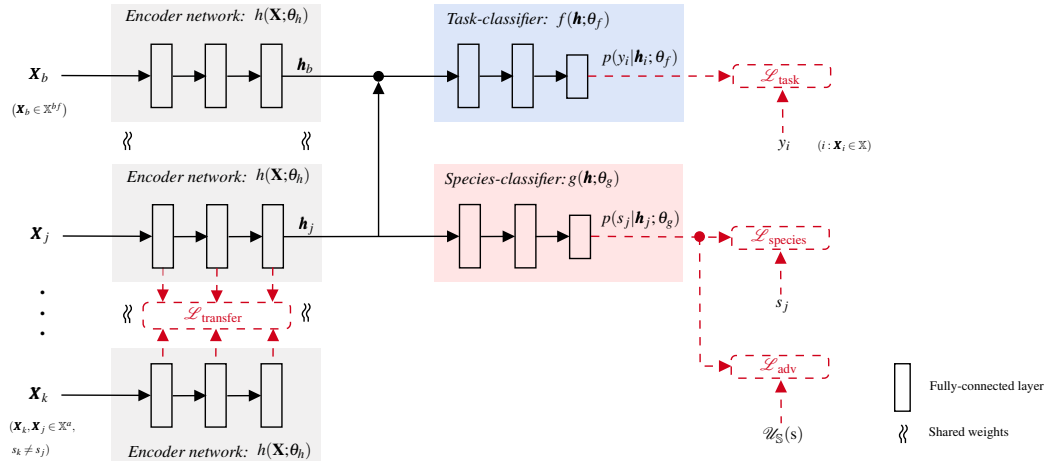 Encoder network: h(X;θ_h)
Task-classifier: f(h;θ_f)
X_b
h_b
p(y_i|h_i;θ_f)
ℒ_task
(X_b ∈ 𝕏^{bf})
y_i
(i : X_i ∈ 𝕏)
Encoder network: h(X;θ_h)
Species-classifier: g(h;θ_g)
X_j
h_j
p(s_j|h_j;θ_g)
ℒ_species
s_j
ℒ_transfer
ℒ_adv
X_k
Fully-connected layer
(X_k, X_j ∈ 𝕏^a,
s_k ≠ s_j)
𝒰_𝕊(s)
Shared weights
Encoder network: h(X;θ_h)